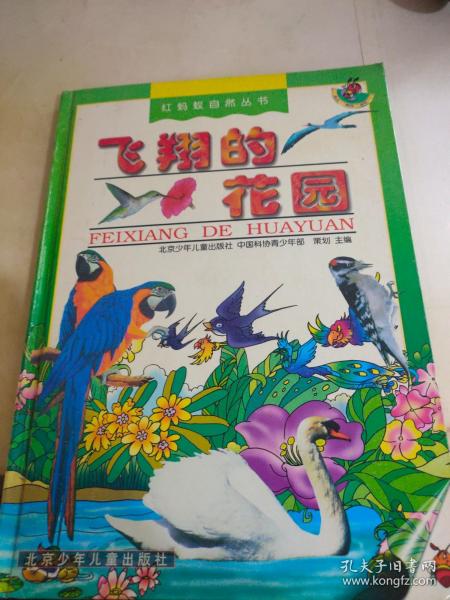 红蚂蚁自然丛书
飞翔的
花园
FEIXIANG DE HUAYUAN
北京少年儿童出版社 中国科协青少年部 策划 主编
北京少年儿童出版社
孔夫子旧书网
www.kongfz.com